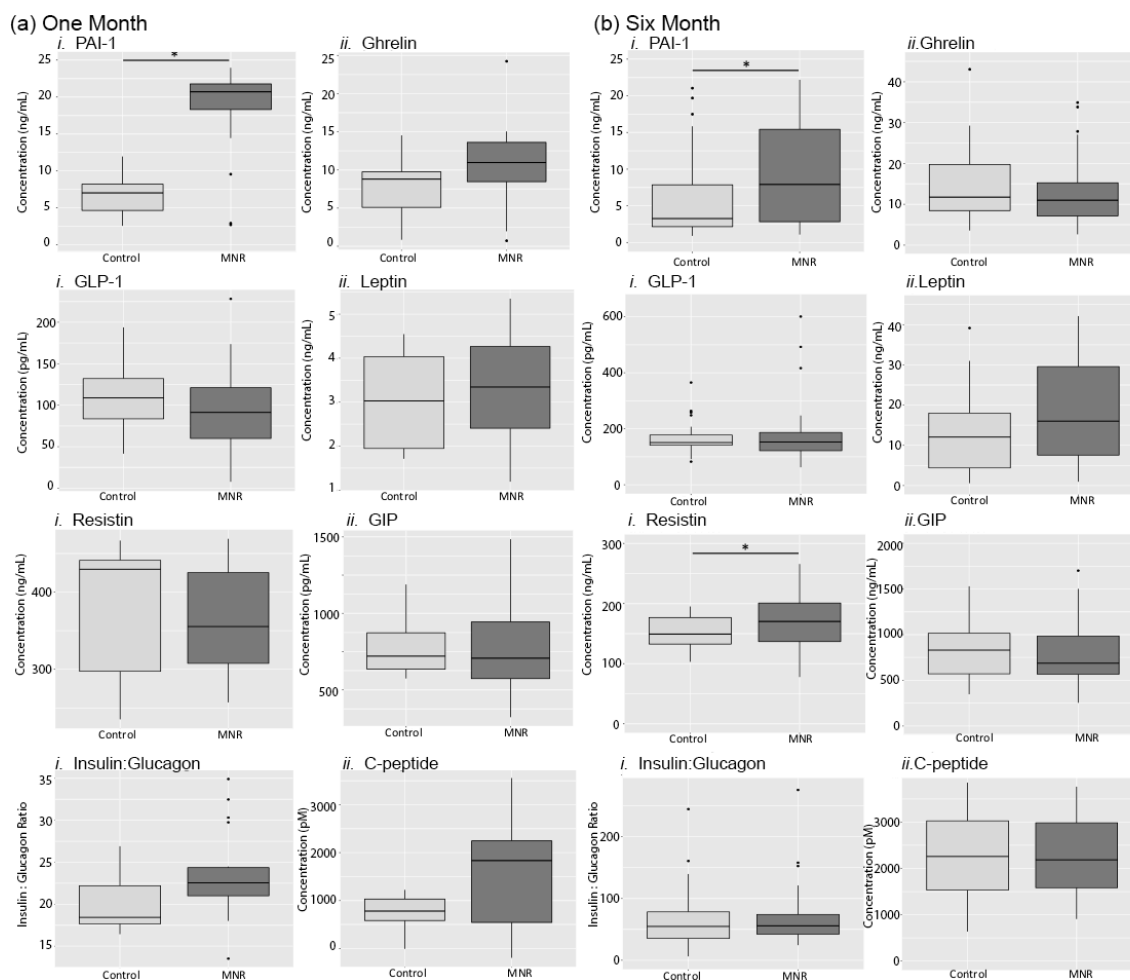 (a) One Month
i. PAI-1
Concentration (ng/mL)
25
20
15
10
5
0
*
Control
MNR
ii. Ghrelin
Concentration (ng/mL)
25
20
15
10
5
0
Control
MNR
i. GLP-1
Concentration (pg/mL)
200
150
100
50
0
Control
MNR
ii. Leptin
Concentration (ng/mL)
5
4
3
2
1
Control
MNR
i. Resistin
Concentration (ng/mL)
400
300
Control
MNR
ii. GIP
Concentration (pg/mL)
1500
1000
500
Control
MNR
i. Insulin:Glucagon
Insulin : Glucagon Ratio
35
30
25
20
15
Control
MNR
ii. C-peptide
Concentration (pM)
3000
2000
1000
0
Control
MNR
(b) Six Month
i. PAI-1
Concentration (ng/mL)
25
20
15
10
5
0
*
Control
MNR
ii.Ghrelin
Concentration (ng/mL)
40
30
20
10
0
Control
MNR
i. GLP-1
Concentration (pg/mL)
600
400
200
0
Control
MNR
ii.Leptin
Concentration (ng/mL)
40
30
20
10
0
Control
MNR
i. Resistin
Concentration (ng/mL)
300
200
100
0
*
Control
MNR
ii.GIP
Concentration (ng/mL)
2000
1500
1000
500
0
Control
MNR
i. Insulin:Glucagon
Insulin : Glucagon Ratio
200
100
0
Control
MNR
ii.C-peptide
Concentration (pM)
3000
2000
1000
0
Control
MNR